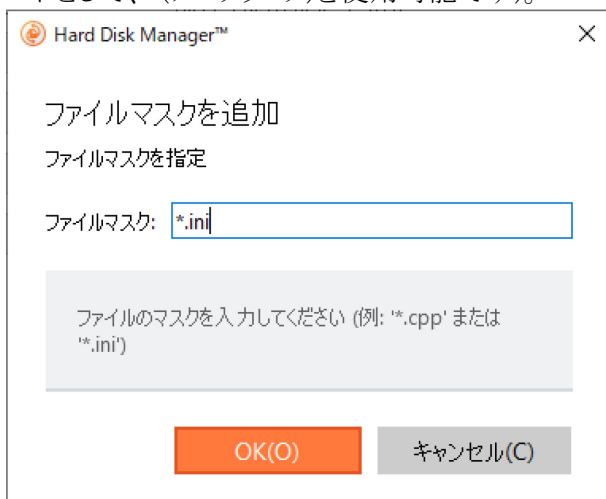 Hard Disk Manager™
ファイルマスクを追加
ファイルマスクを指定
ファイルマスク: *.ini
ファイルのマスクを入力してください (例: '*.cpp' または
'*.ini')
OK(O) キャンセル(C)